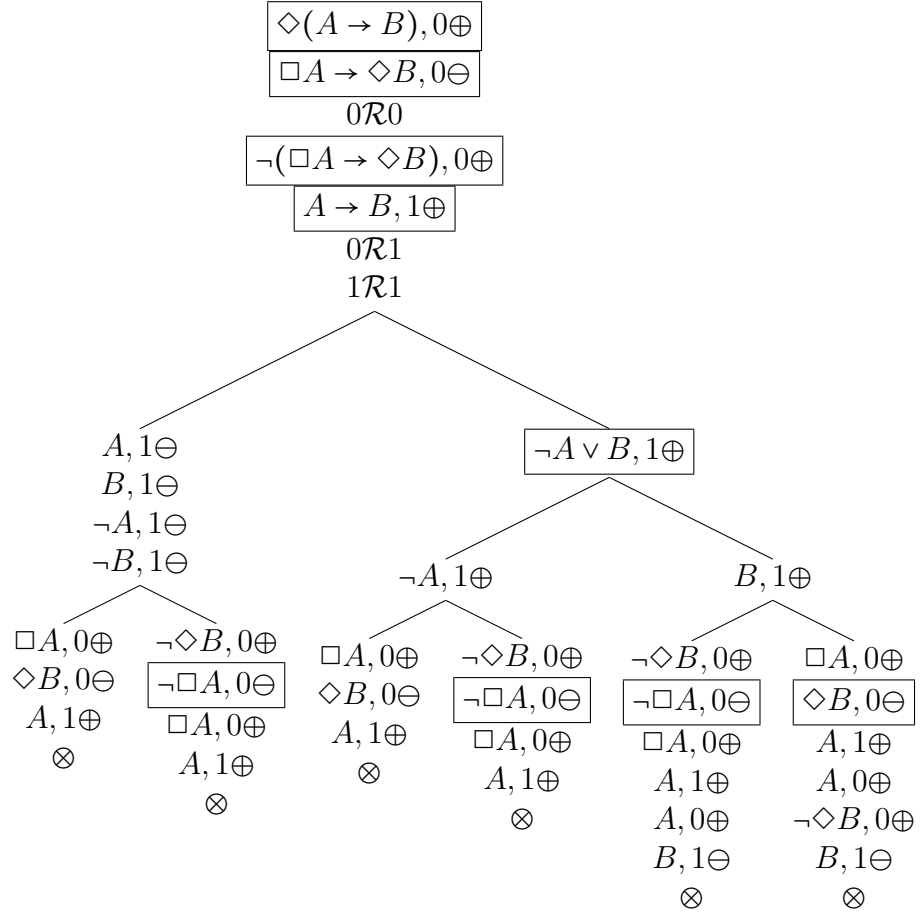 ◇(A → B), 0⊕
□A → ◇B, 0⊖
0ℛ0
¬(□A → ◇B), 0⊕
A → B, 1⊕
0ℛ1
1ℛ1
A, 1⊖
B, 1⊖
¬A, 1⊖
¬B, 1⊖
□A, 0⊕
◇B, 0⊖
A, 1⊕
⊗
¬◇B, 0⊕
¬□A, 0⊖
□A, 0⊕
A, 1⊕
⊗
¬A ∨ B, 1⊕
¬A, 1⊕
□A, 0⊕
◇B, 0⊖
A, 1⊕
⊗
¬◇B, 0⊕
¬□A, 0⊖
□A, 0⊕
A, 1⊕
⊗
B, 1⊕
¬◇B, 0⊕
¬□A, 0⊖
□A, 0⊕
A, 1⊕
A, 0⊕
B, 1⊖
⊗
□A, 0⊕
◇B, 0⊖
A, 1⊕
A, 0⊕
¬◇B, 0⊕
B, 1⊖
⊗